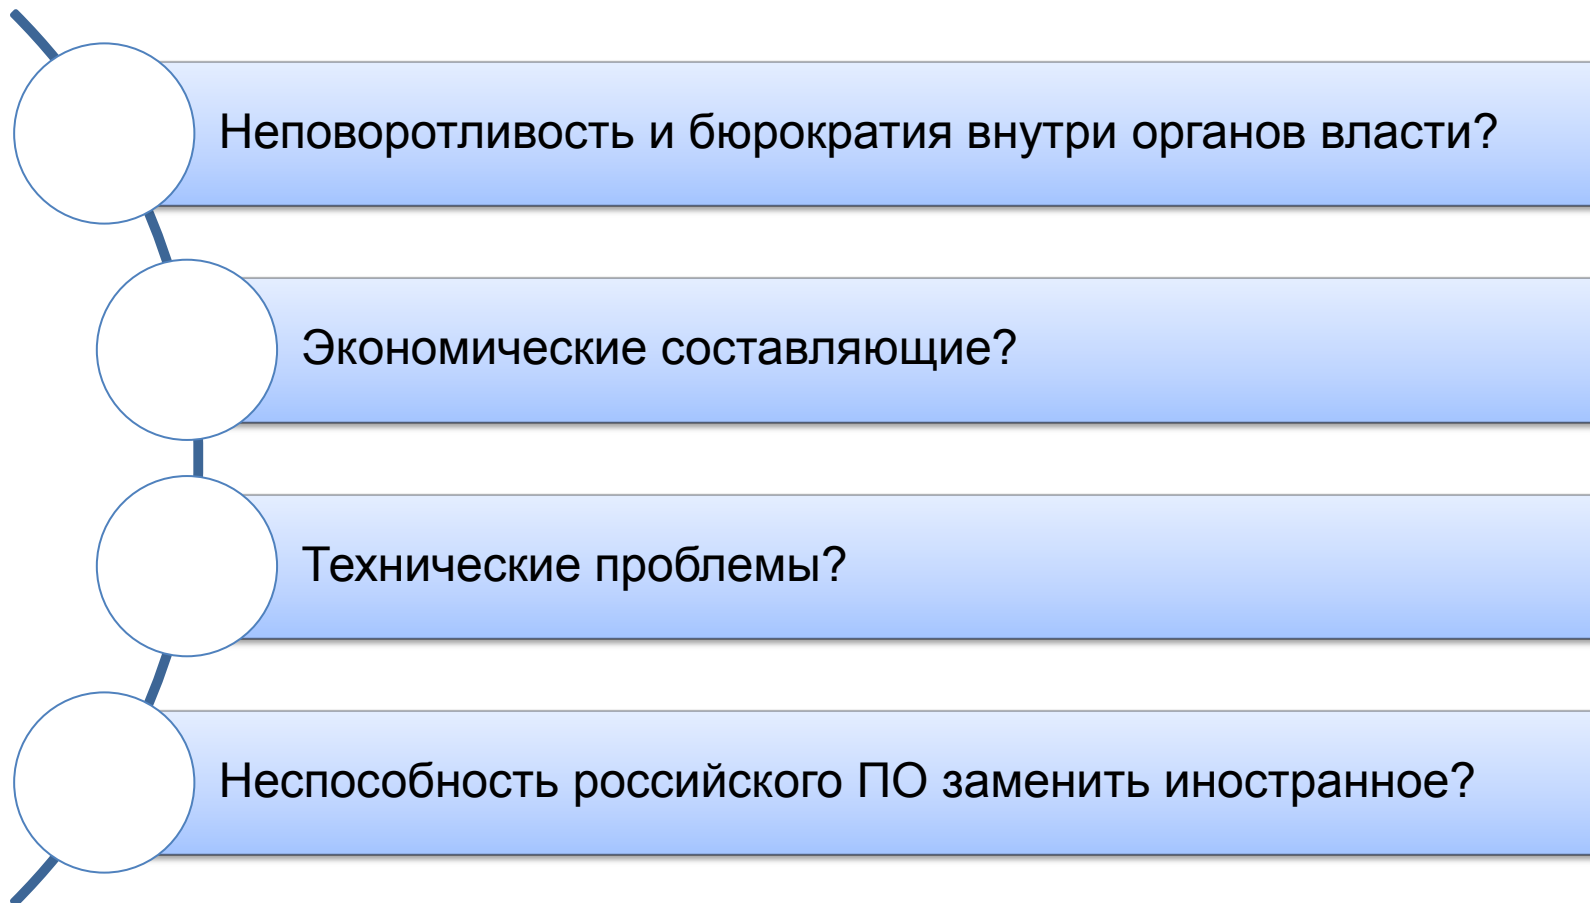 Неповоротливость и бюрократия внутри органов власти?
Экономические составляющие?
Технические проблемы?
Неспособность российского ПО заменить иностранное?